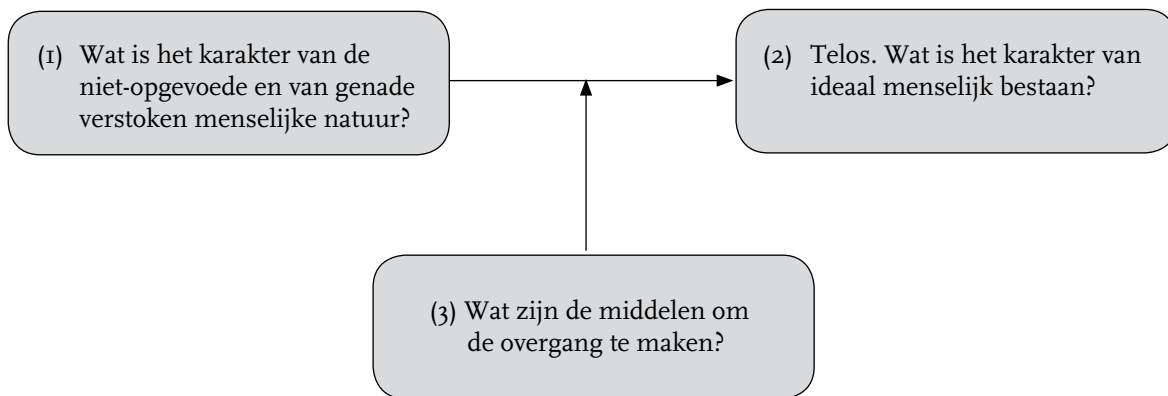 (1) Wat is het karakter van de
niet-opgevoede en van genade
verstoken menselijke natuur?
(2) Telos. Wat is het karakter van
ideaal menselijk bestaan?
(3) Wat zijn de middelen om
de overgang te maken?